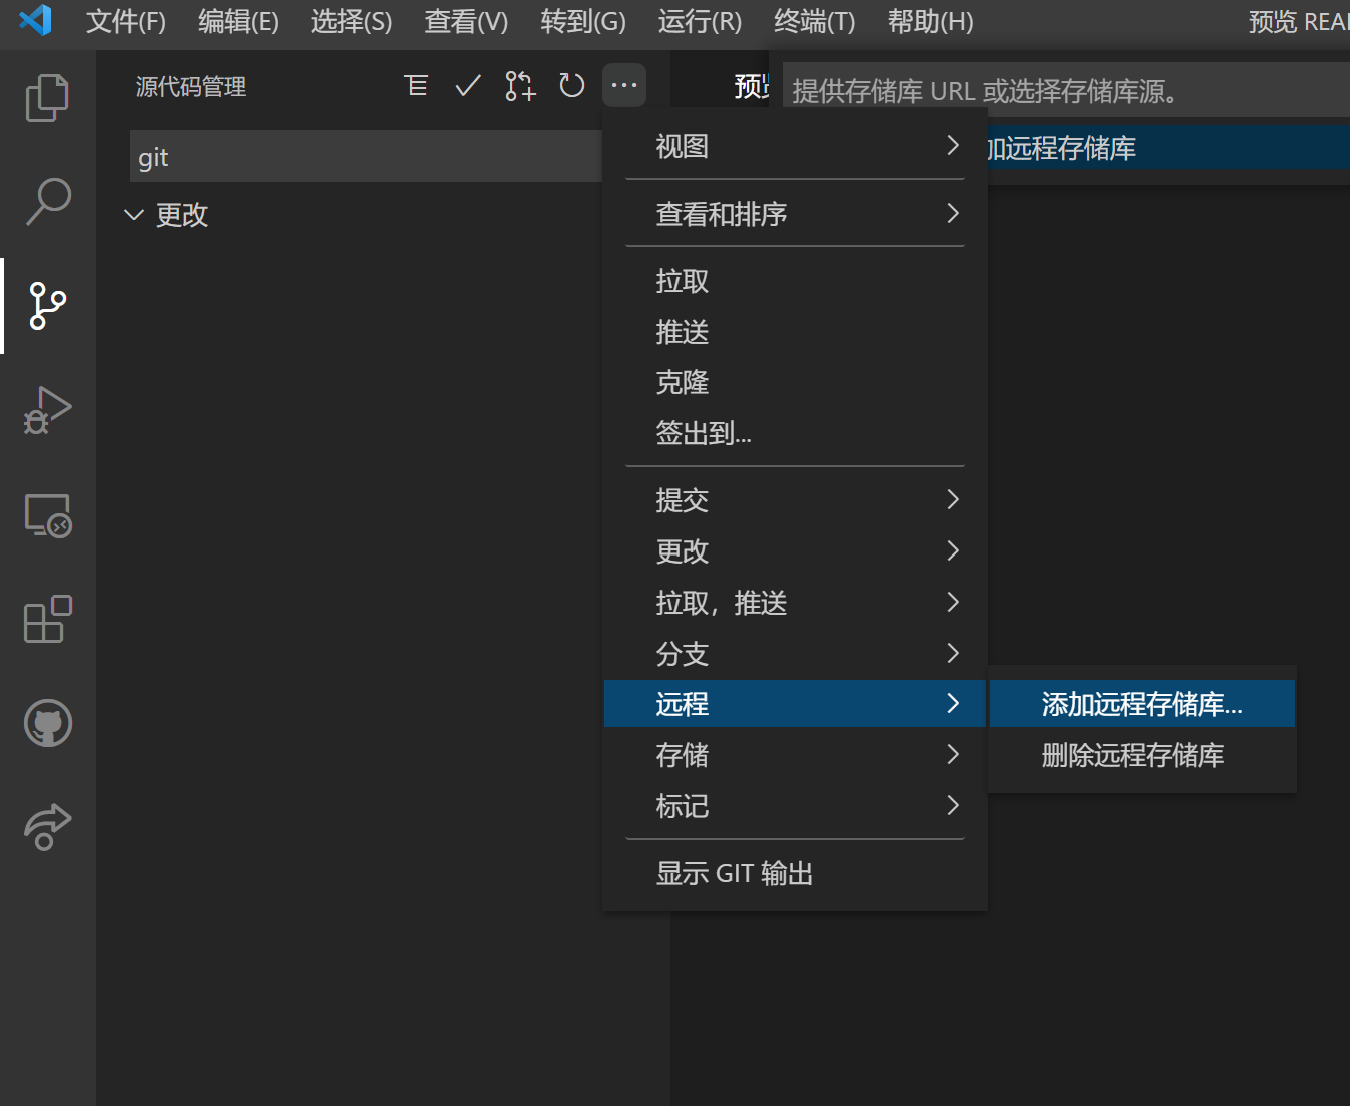 文件(F) 编辑(E) 选择(S) 查看(V) 转到(G) 运行(R) 终端(T) 帮助(H) 预览
源代码管理
预览
提供存储库 URL 或选择存储库源。
加远程存储库
git
更改
视图
查看和排序
拉取
推送
克隆
签出到...
提交
更改
拉取，推送
分支
远程
添加远程存储库...
存储
删除远程存储库
标记
显示 GIT 输出